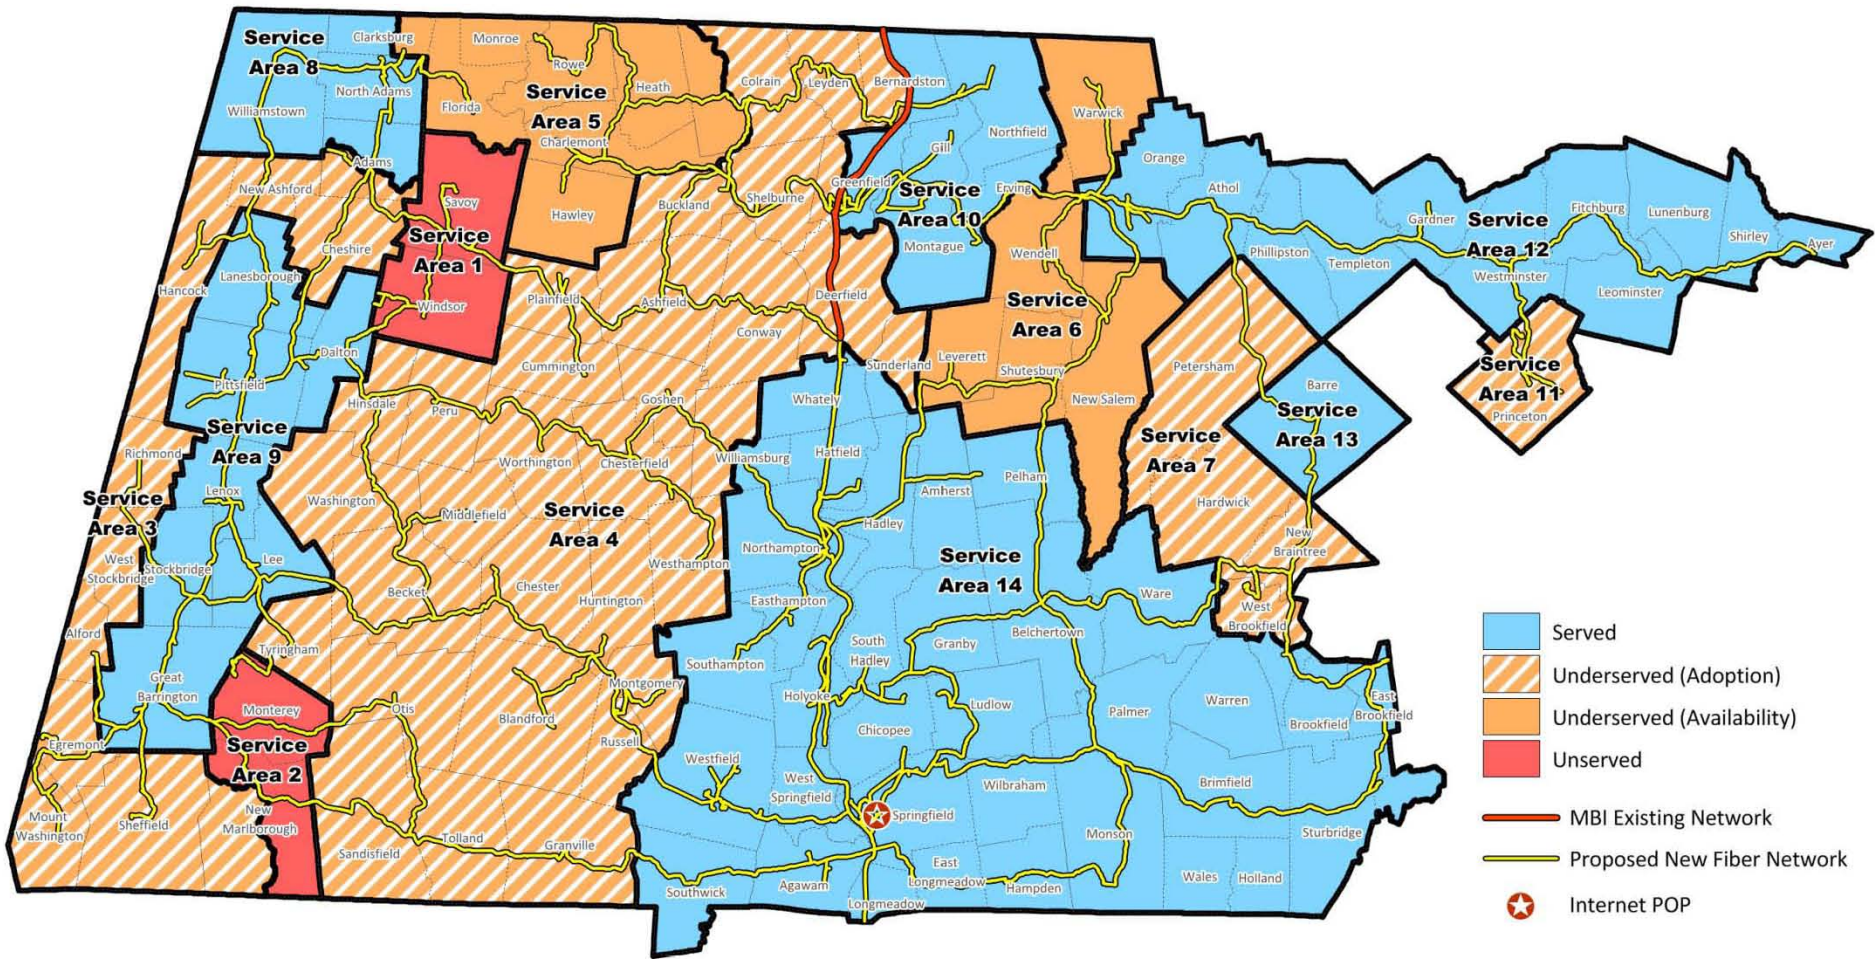 Service
Area 8
Clarksburg
North Adams
Williamstown
Monroe
Rowe
Heath
Florida
Service
Area 5
Charlemont
Hawley
Colrain
Leyden
Bernardston
Northfield
Gill
Warwick
Orange
Athol
Adams
New Ashford
Cheshire
Savoy
Service
Area 1
Windsor
Buckland
Shelburne
Greenfield
Service
Area 10
Erving
Montague
Hancock
Lanesborough
Plainfield
Ashfield
Conway
Deerfield
Wendell
Service
Area 6
Phillipston
Templeton
Gardner
Service
Area 12
Westminster
Fitchburg
Lunenburg
Shirley
Ayer
Leominster
Dalton
Pittsfield
Cummington
Sunderland
Leverett
Shutesbury
New Salem
Petersham
Barre
Service
Area 13
Service
Area 11
Princeton
Hinsdale
Peru
Goshen
Whately
Service
Area 9
Richmond
Worthington
Chesterfield
Williamsburg
Hatfield
Service
Area 7
Lenox
Washington
Middlefield
Amherst
Pelham
Hardwick
Service
Area 3
Service
Area 4
Hadley
New
Braintree
West
Stockbridge
Stockbridge
Lee
Becket
Chester
Huntington
Westhampton
Northampton
Service
Area 14
Easthampton
Ware
West
Brookfield
Alford
Tyringham
Southampton
South
Hadley
Granby
Belchertown
Great
Barrington
Monterey
Otis
Blandford
Montgomery
Holyoke
Ludlow
Palmer
Warren
Brookfield
East
Brookfield
Egremont
Service
Area 2
Russell
Westfield
Chicopee
West
Springfield
Wilbraham
Brimfield
Mount
Washington
Sheffield
New
Marlborough
Sandisfield
Tolland
Granville
Springfield
Monson
Sturbridge
Southwick
Agawam
East
Longmeadow
Longmeadow
Hampden
Wales
Holland
Served
Underserved (Adoption)
Underserved (Availability)
Unserved
MBI Existing Network
Proposed New Fiber Network
Internet POP